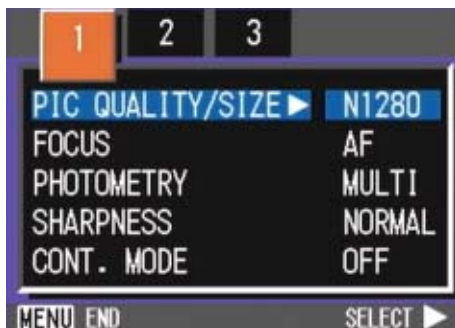 1 2 3
PIC QUALITY/SIZE▶ N1280
FOCUS AF
PHOTOMETRY MULTI
SHARPNESS NORMAL
CONT. MODE OFF
MENU END SELECT ▶